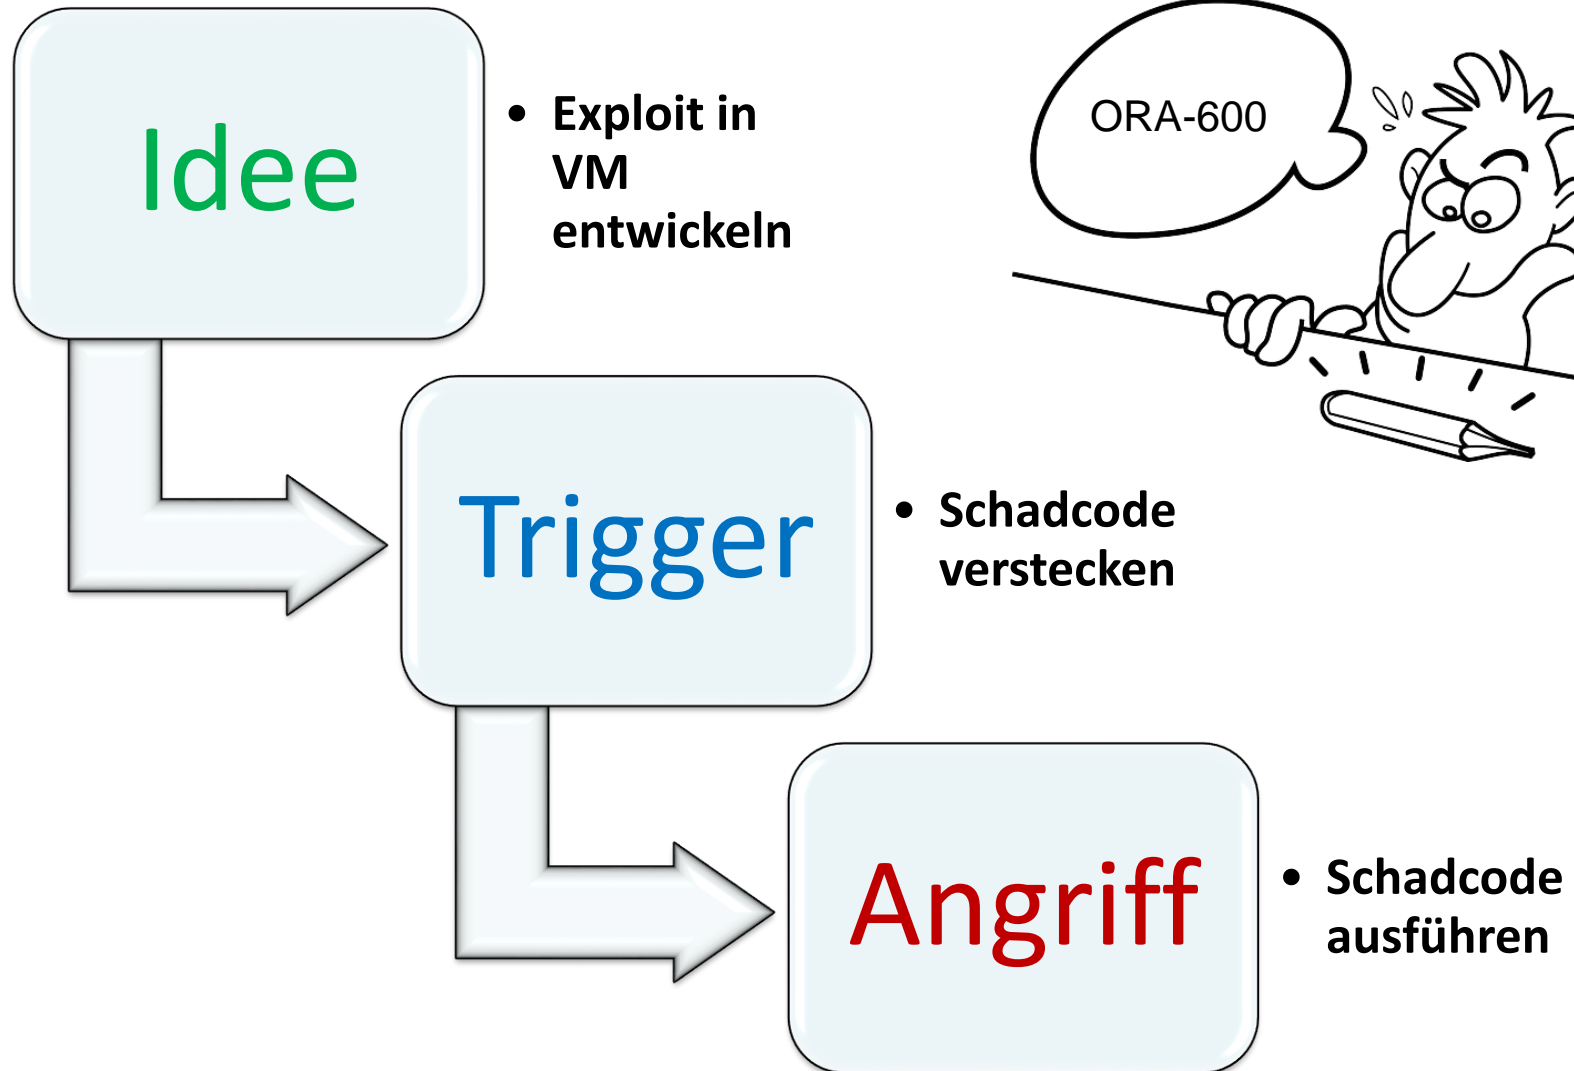 Idee
• Exploit in
VM
entwickeln
ORA-600
Trigger
• Schadcode
verstecken
Angriff
• Schadcode
ausführen